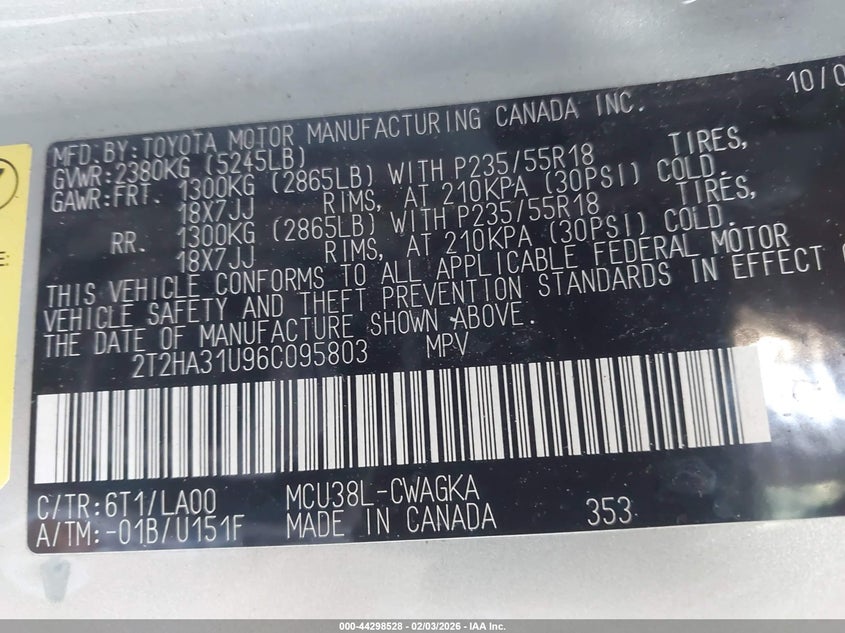 10/0
MFD.BY:TOYOTA MOTOR MANUFACTURING CANADA INC.
GVWR:2380KG (5245LB)
GAWR:FRT. 1300KG (2865LB) WITH P235/55R18 TIRES,
18X7JJ RIMS, AT 210KPA (30PSI) COLD.
RR. 1300KG (2865LB) WITH P235/55R18 TIRES,
18X7JJ RIMS, AT 210KPA (30PSI) COLD.
THIS VEHICLE CONFORMS TO ALL APPLICABLE FEDERAL MOTOR
VEHICLE SAFETY AND THEFT PREVENTION STANDARDS IN EFFECT
THE DATE OF MANUFACTURE SHOWN ABOVE.
2T2HA31U96C095803 MPV
C/TR:6T1/LA00 MCU38L-CWAGKA
A/TM:-01B/U151F MADE IN CANADA 353
000-44298528 | 02/03/2026 – IAA Inc.